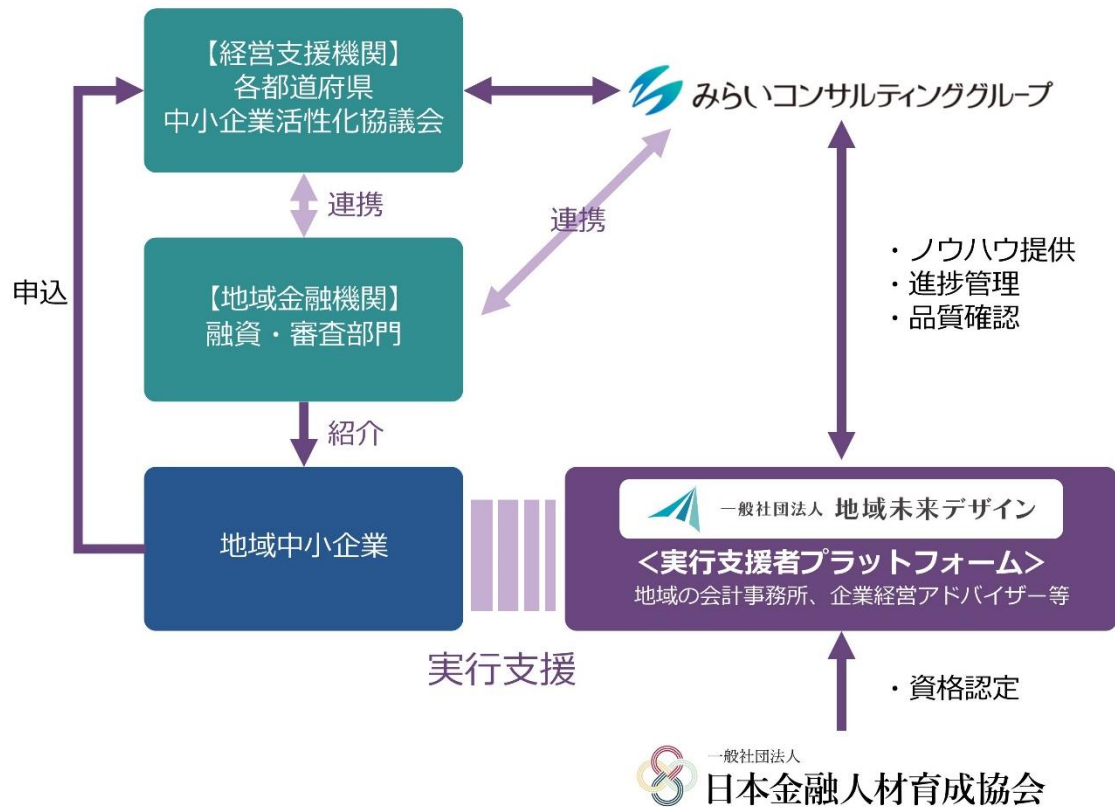 【経営支援機関】
各都道府県
中小企業活性化協議会
みらいコンサルティンググループ
連携
連携
申込
【地域金融機関】
融資・審査部門
・ノウハウ提供
・進捗管理
・品質確認
紹介
地域中小企業
一般社団法人 地域未来デザイン
＜実行支援者プラットフォーム＞
地域の会計事務所、企業経営アドバイザー等
実行支援
・資格認定
一般社団法人
日本金融人材育成協会